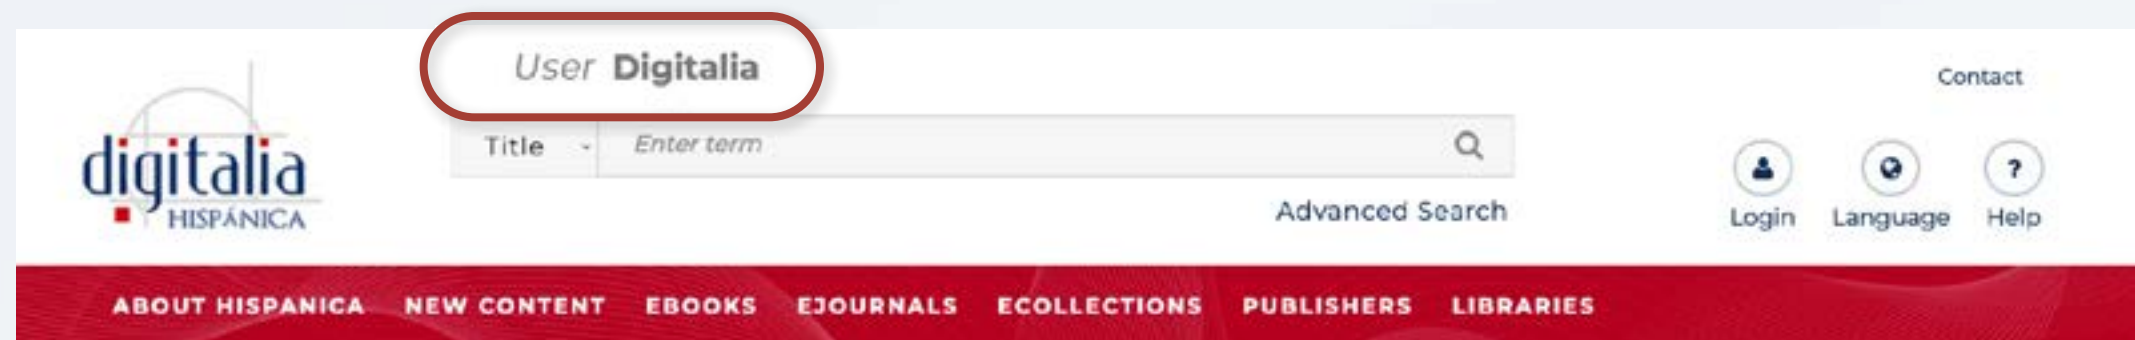 User Digitalia
Contact
digitalia
HISPÁNICA
Title Enter term
Advanced Search
Login Language ? Help
ABOUT HISPANICA NEW CONTENT EBOOKS EJOURNALS ECOLLECTIONS PUBLISHERS LIBRARIES